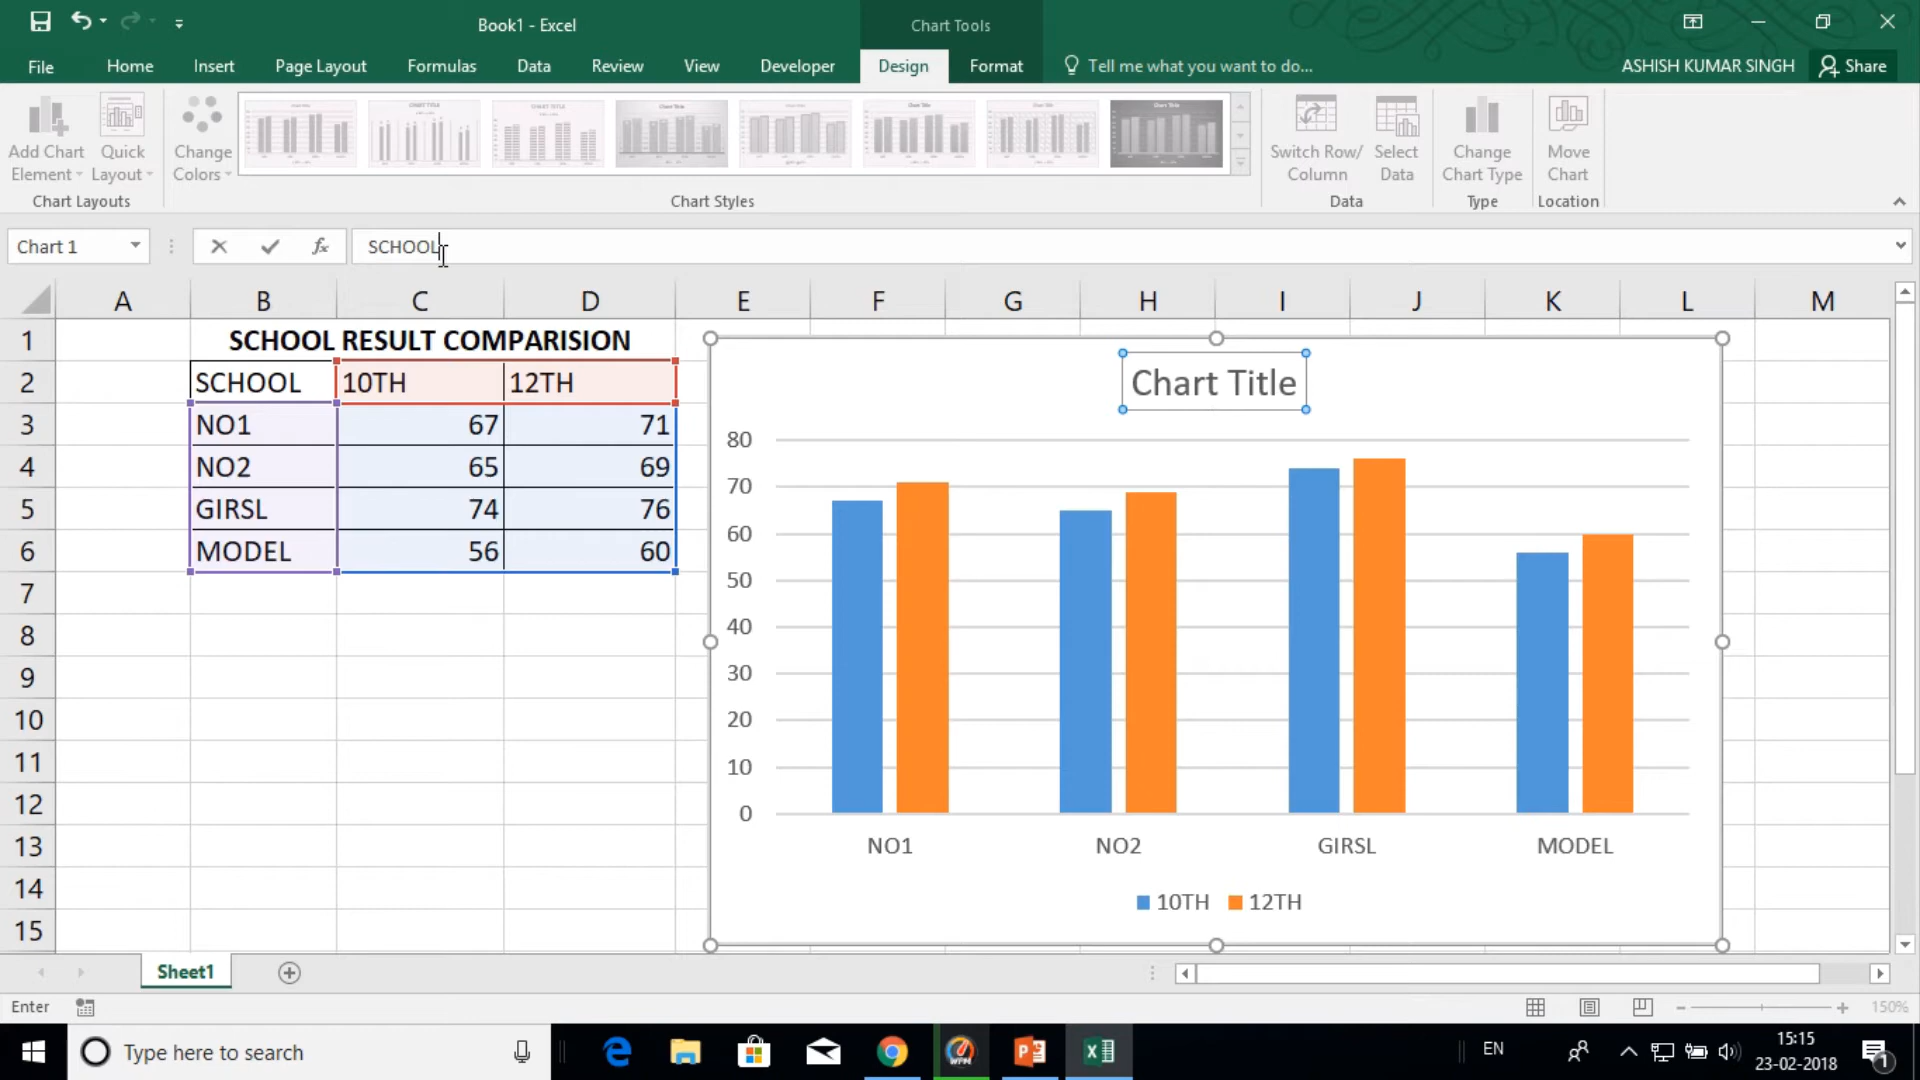 Book1 - Excel
Chart Tools
File
Home
Insert
Page Layout
Formulas
Data
Review
View
Developer
Design
Format
Tell me what you want to do...
ASHISH KUMAR SINGH
Share
Add Chart
Element
Quick
Layout
Change
Colors
Switch Row/
Column
Select
Data
Change
Chart Type
Move
Chart
Chart Layouts
Chart Styles
Data
Type
Location
Chart 1
fx
SCHOOL
A B C D E F G H I J K L M
1 SCHOOL RESULT COMPARISION
2 SCHOOL 10TH 12TH
3 NO1 67 71
4 NO2 65 69
5 GIRSL 74 76
6 MODEL 56 60
7
8
9
10
11
12
13
14
15
Chart Title
80
70
60
50
40
30
20
10
0
NO1 NO2 GIRSL MODEL
10TH 12TH
Sheet1
Enter
150%
Type here to search
EN
15:15
23-02-2018
1